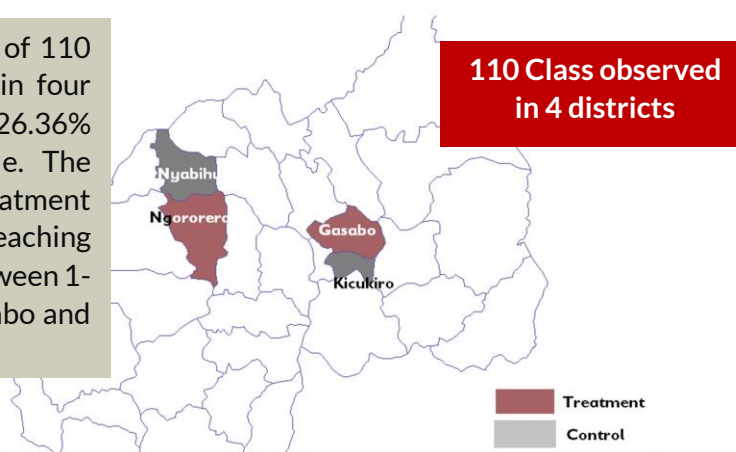 of 110
in four
26.36%
e. The
eatment
eaching
ween 1-
abo and
110 Class observed
in 4 districts
Nyabihu
Ngororero
Gasabo
Kicukiro
Treatment
Control